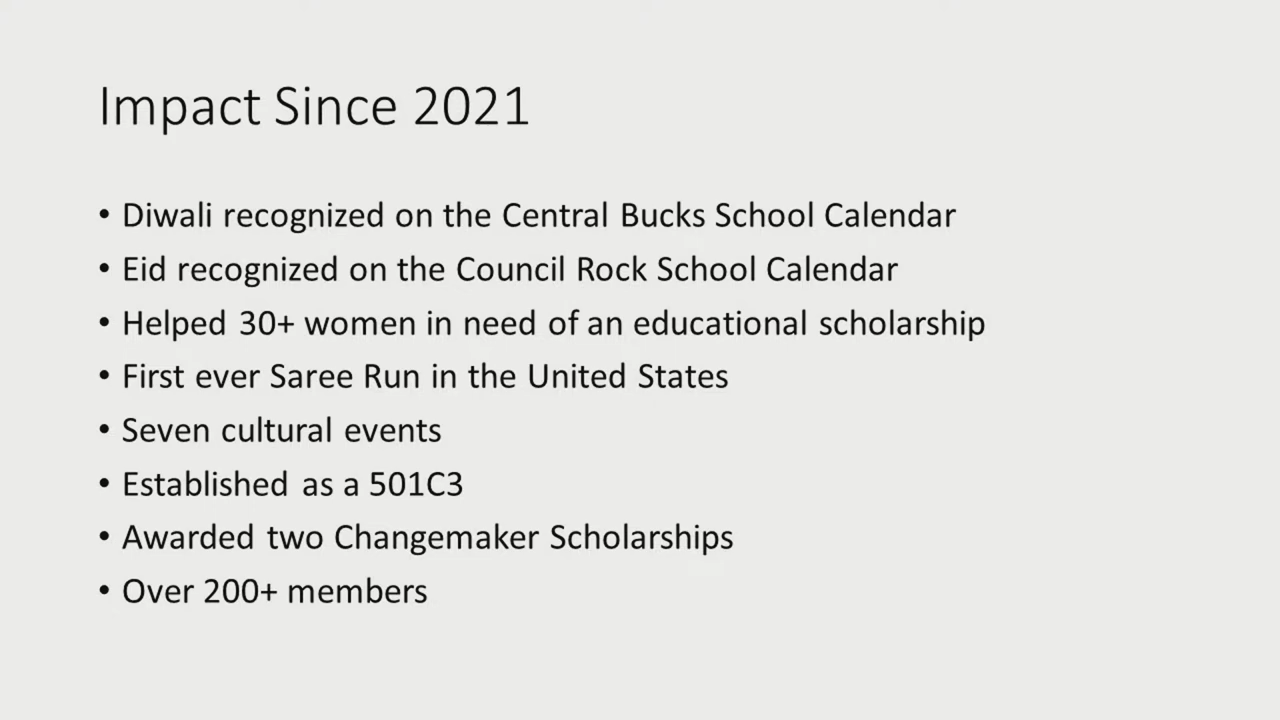 Impact Since 2021
• Diwali recognized on the Central Bucks School Calendar
• Eid recognized on the Council Rock School Calendar
• Helped 30+ women in need of an educational scholarship
• First ever Saree Run in the United States
• Seven cultural events
• Established as a 501C3
• Awarded two Changemaker Scholarships
• Over 200+ members